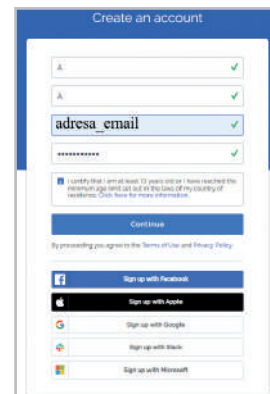 Create an account
A
A
adresa_email
••••••••••••
I certify that I am at least 13 years old or I have reached the
minimum age limit set out in the laws of my country of
residence. Click here for more information.
Continue
By proceeding you agree to the Terms of Use and Privacy Policy.
Sign up with Facebook
Sign up with Apple
Sign up with Google
Sign up with Slack
Sign up with Microsoft